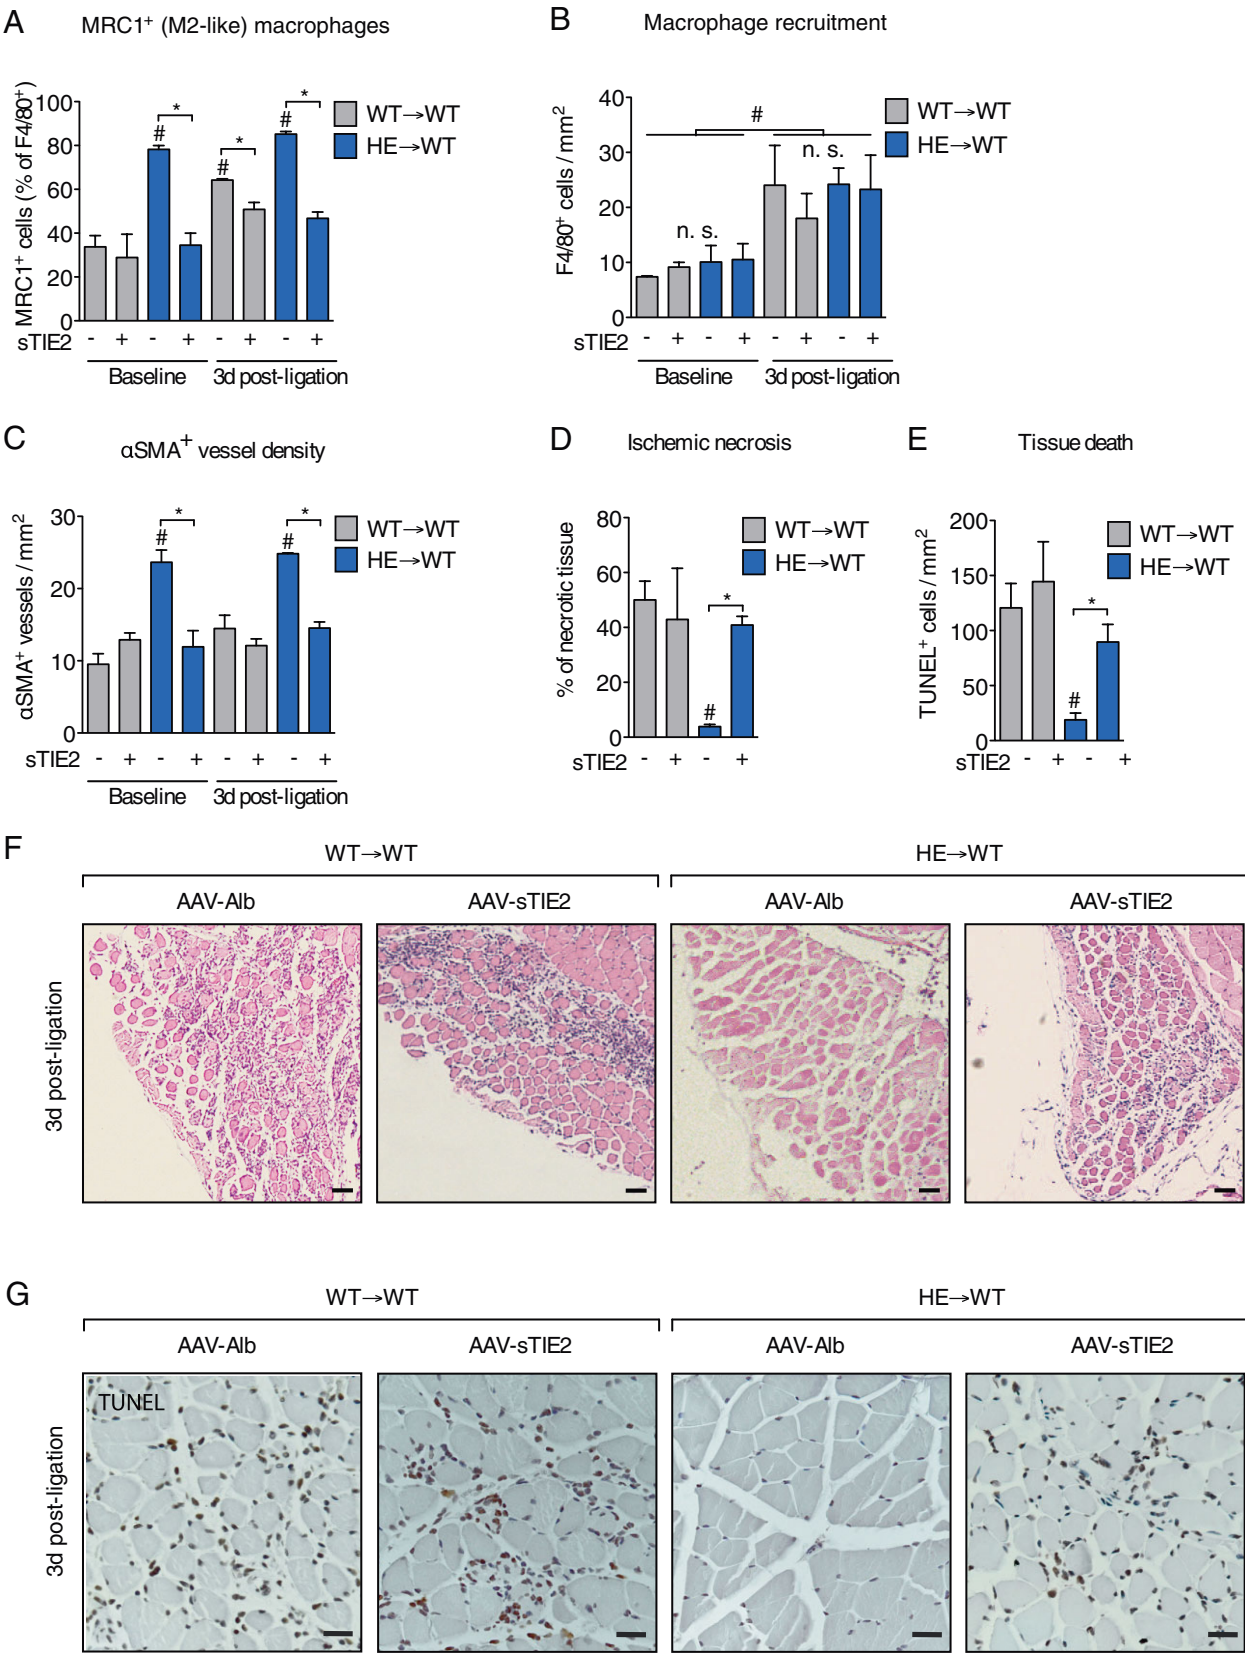 A MRC1⁺ (M2-like) macrophages
MRC1⁺ cells (% of F4/80⁺)
100
80
60
40
20
0
# * # * # *
WT→WT
HE→WT
sTIE2 - + - + - + - +
Baseline 3d post-ligation
B Macrophage recruitment
F4/80⁺ cells / mm²
40
30
20
10
0
#
n. s. n. s.
WT→WT
HE→WT
sTIE2 - + - + - + - +
Baseline 3d post-ligation
C αSMA⁺ vessel density
αSMA⁺ vessels / mm²
30
20
10
0
# * # *
WT→WT
HE→WT
sTIE2 - + - + - + - +
Baseline 3d post-ligation
D Ischemic necrosis
% of necrotic tissue
80
60
40
20
0
# *
WT→WT
HE→WT
sTIE2 - + - +
E Tissue death
TUNEL⁺ cells / mm²
200
150
100
50
0
# *
WT→WT
HE→WT
sTIE2 - + - +
F WT→WT HE→WT
AAV-Alb AAV-sTIE2 AAV-Alb AAV-sTIE2
3d post-ligation
G WT→WT HE→WT
AAV-Alb AAV-sTIE2 AAV-Alb AAV-sTIE2
TUNEL
3d post-ligation